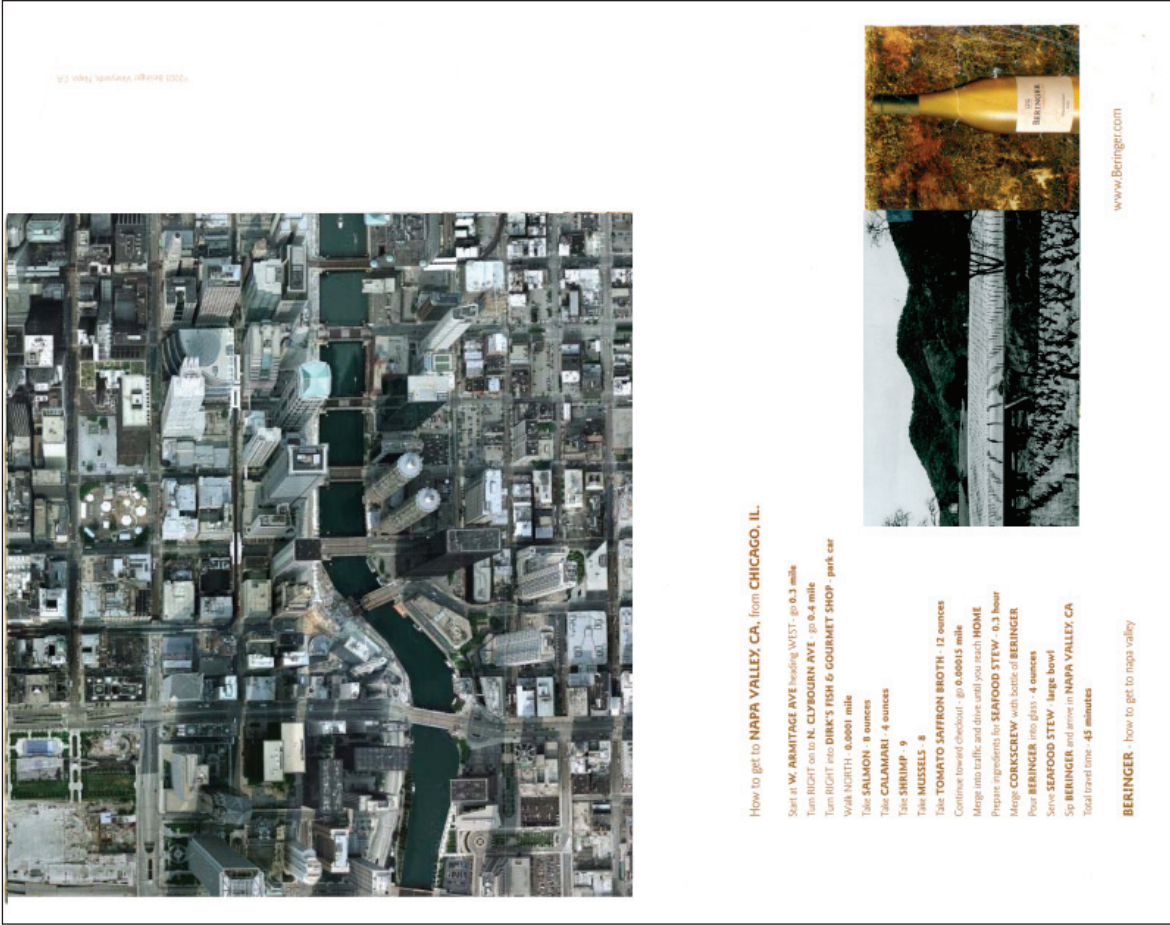 ©2005 Beringer Vineyards, Napa, CA
How to get to NAPA VALLEY, CA, from CHICAGO, IL.
Start at W. ARMITAGE AVE heading WEST - go 0.3 mile
Turn RIGHT on to N. CLYBOURN AVE - go 0.4 mile
Turn RIGHT into DIRK'S FISH & GOURMET SHOP - park car
Walk NORTH - 0.0001 mile
Take SALMON - 8 ounces
Take CALAMARI - 4 ounces
Take SHRIMP - 9
Take MUSSELS - 8
Take TOMATO SAFFRON BROTH - 12 ounces
Continue toward checkout - go 0.00015 mile
Merge into traffic and drive until you reach HOME
Prepare ingredients for SEAFOOD STEW - 0.3 hour
Merge CORKSCREW with bottle of BERINGER
Pour BERINGER into glass - 4 ounces
Serve SEAFOOD STEW - large bowl
Sip BERINGER and arrive in NAPA VALLEY, CA
Total travel time - 45 minutes
BERINGER - how to get to napa valley
BERINGER
www.Beringer.com